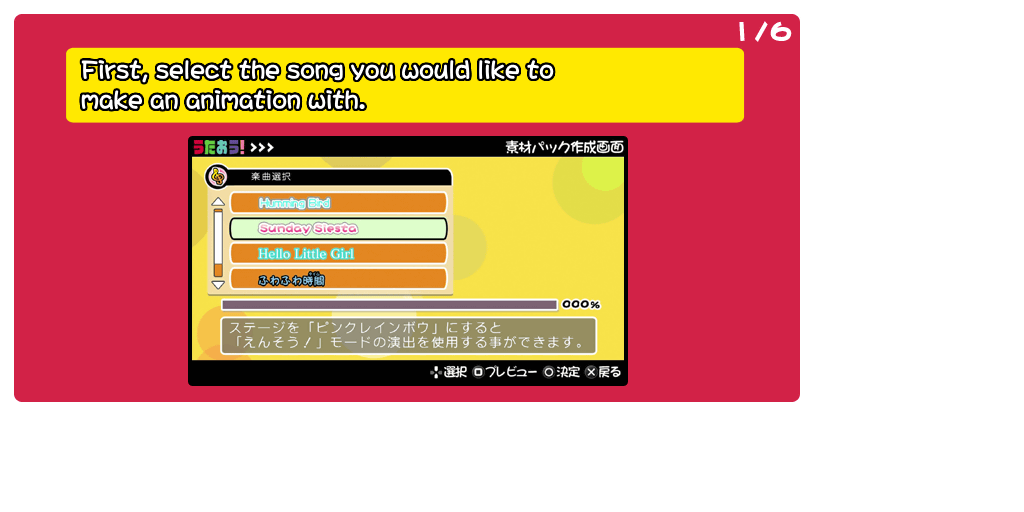 1/6
First, select the song you would like to
make an animation with.
うたおう! >>>
素材パック作成画面
楽曲選択
Humming Bird
Sunday Siesta
Hello Little Girl
ふわふわ時間
000%
ステージを「ピンクレインボウ」にすると
「えんそう！」モードの演出を使用する事ができます。
選択 プレビュー 決定 戻る